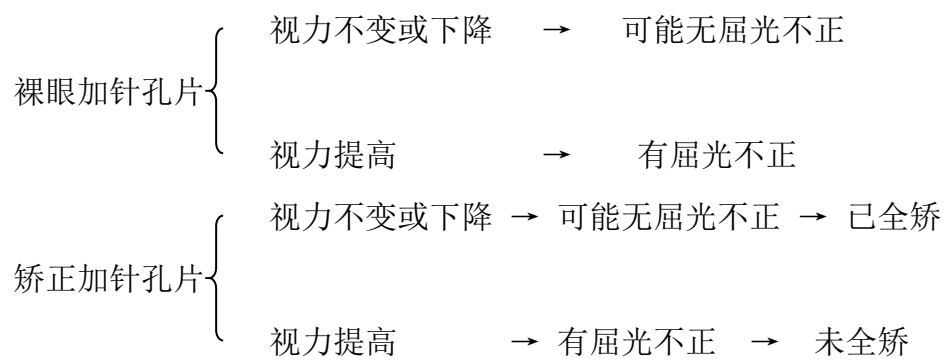 视力不变或下降 → 可能无屈光不正
裸眼加针孔片
视力提高 → 有屈光不正
视力不变或下降 → 可能无屈光不正 → 已全矫
矫正加针孔片
视力提高 → 有屈光不正 → 未全矫